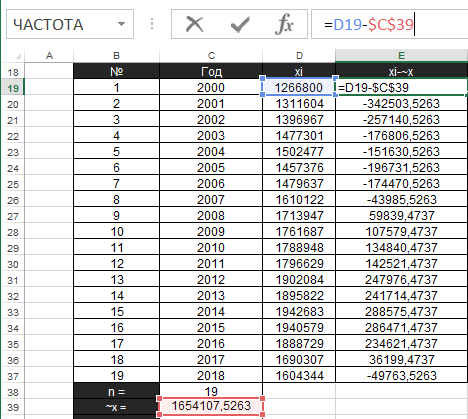 ЧАСТОТА =D19-$C$39
A B C D E
18 № Год xi xi-~x
19 1 2000 1266800 =D19-$C$39
20 2 2001 1311604 -342503,5263
21 3 2002 1396967 -257140,5263
22 4 2003 1477301 -176806,5263
23 5 2004 1502477 -151630,5263
24 6 2005 1457376 -196731,5263
25 7 2006 1479637 -174470,5263
26 8 2007 1610122 -43985,5263
27 9 2008 1713947 59839,4737
28 10 2009 1761687 107579,4737
29 11 2010 1788948 134840,4737
30 12 2011 1796629 142521,4737
31 13 2012 1902084 247976,4737
32 14 2013 1895822 241714,4737
33 15 2014 1942683 288575,4737
34 16 2015 1940579 286471,4737
35 17 2016 1888729 234621,4737
36 18 2017 1690307 36199,4737
37 19 2018 1604344 -49763,5263
38 n = 19
39 ~x = 1654107,5263